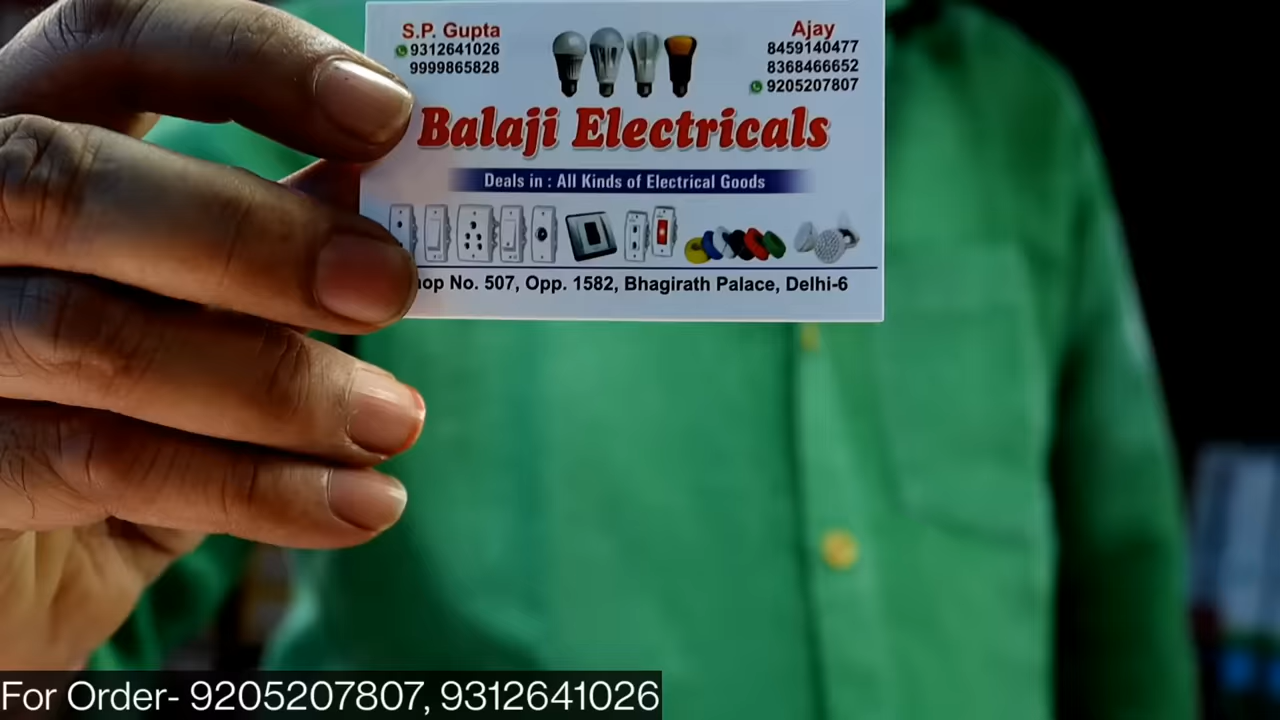 S.P. Gupta
9312641026
9999865828
Ajay
8459140477
8368466652
9205207807
Balaji Electricals
Deals in : All Kinds of Electrical Goods
No. 507, Opp. 1582, Bhagirath Palace, Delhi-6
For Order- 9205207807, 9312641026